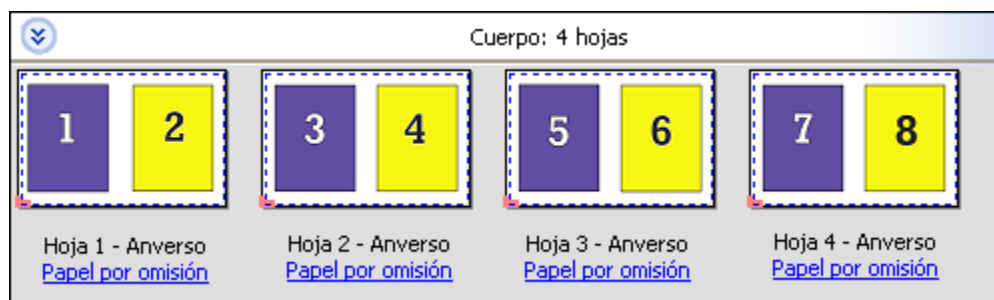 Cuerpo: 4 hojas
1 2 3 4 5 6 7 8
Hoja 1 - Anverso Hoja 2 - Anverso Hoja 3 - Anverso Hoja 4 - Anverso
Papel por omisión Papel por omisión Papel por omisión Papel por omisión